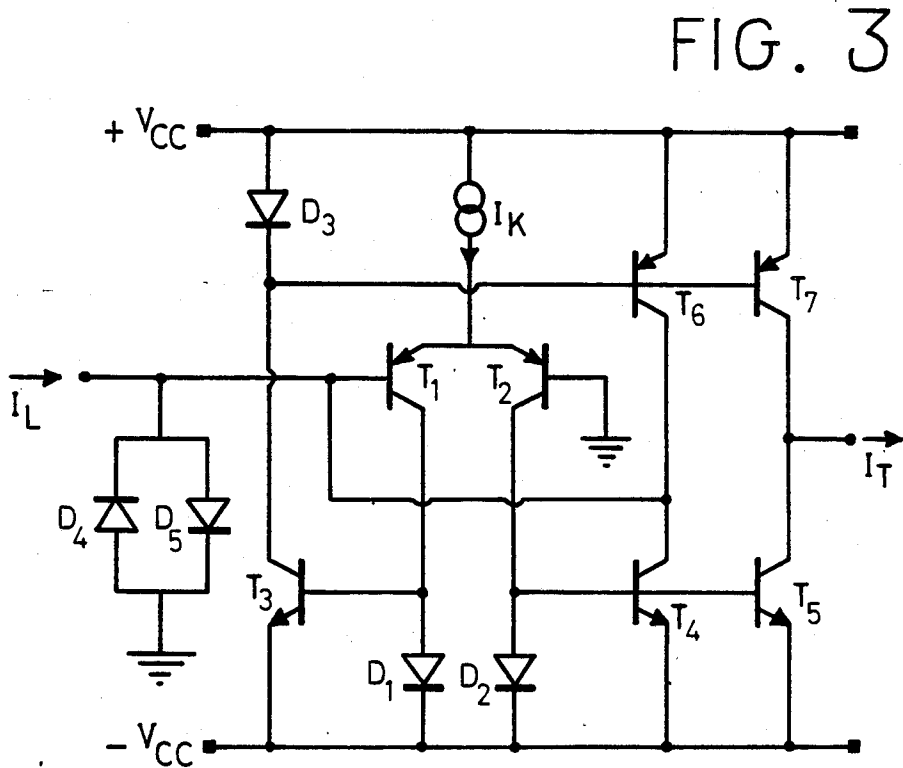 FIG. 3
+ VCC
D3
IK
T6
T7
T1
T2
IL
IT
D4
D5
T3
T4
T5
D1
D2
– VCC